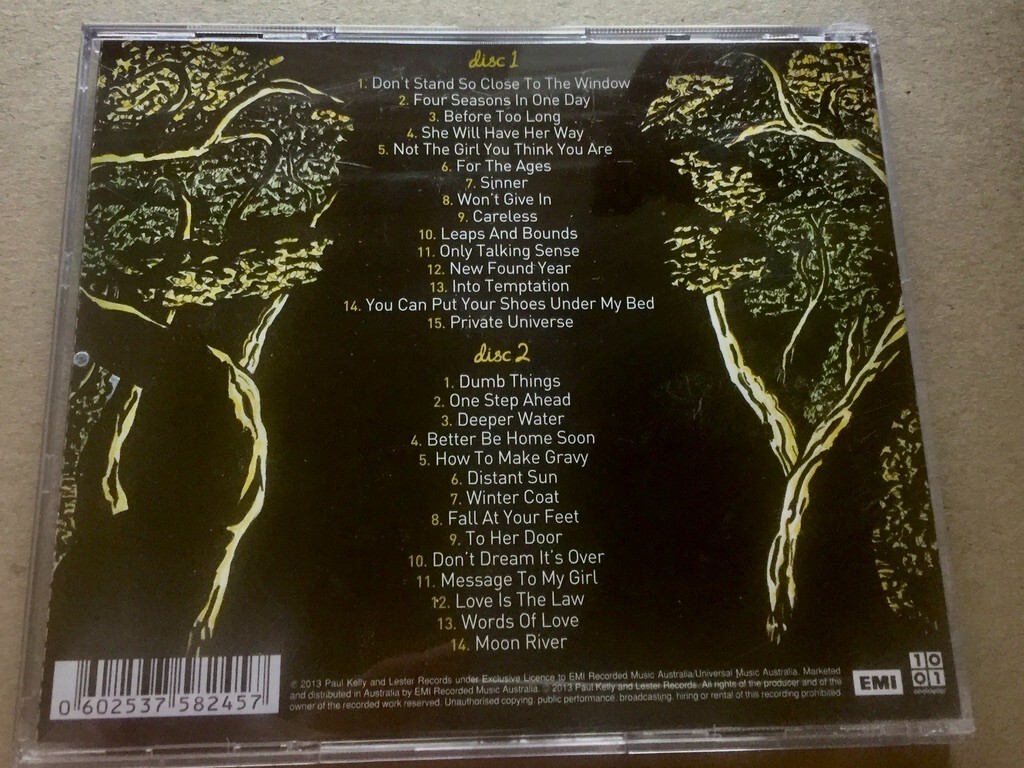 disc 1
1. Don't Stand So Close To The Window
2. Four Seasons In One Day
3. Before Too Long
4. She Will Have Her Way
5. Not The Girl You Think You Are
6. For The Ages
7. Sinner
8. Won't Give In
9. Careless
10. Leaps And Bounds
11. Only Talking Sense
12. New Found Year
13. Into Temptation
14. You Can Put Your Shoes Under My Bed
15. Private Universe
disc 2
1. Dumb Things
2. One Step Ahead
3. Deeper Water
4. Better Be Home Soon
5. How To Make Gravy
6. Distant Sun
7. Winter Coat
8. Fall At Your Feet
9. To Her Door
10. Don't Dream It's Over
11. Message To My Girl
12. Love Is The Law
13. Words Of Love
14. Moon River
℗ 2013 Paul Kelly and Lester Records under Exclusive Licence to EMI Recorded Music Australia/Universal Music Australia. Marketed
and distributed in Australia by EMI Recorded Music Australia. © 2013 Paul Kelly and Lester Records. All rights of the producer and of the
owner of the recorded work reserved. Unauthorised copying, public performance, broadcasting, hiring or rental of this recording prohibited
0 602537 582457
EMI
10
01